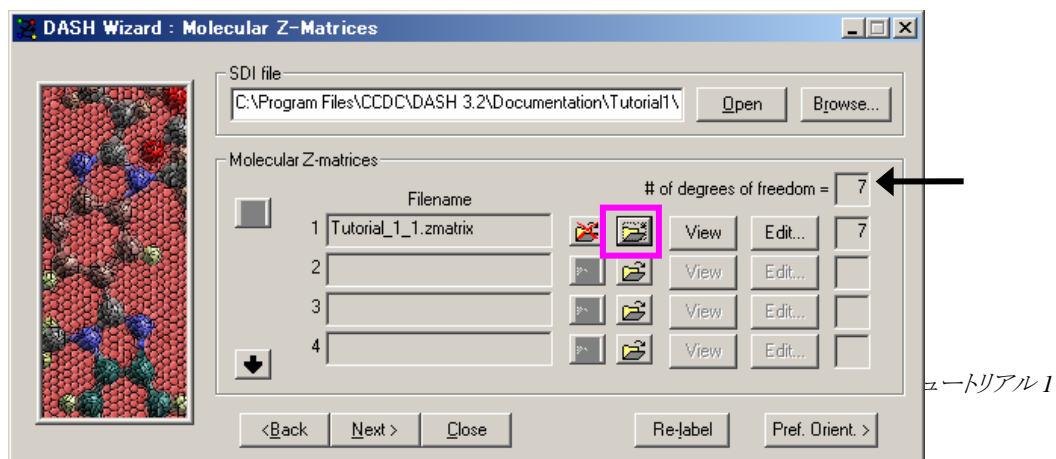 DASH Wizard : Molecular Z-Matrices
SDI file
C:\Program Files\CCDC\DASH 3.2\Documentation\Tutorial1\ Open Browse...
Molecular Z-matrices
# of degrees of freedom = 7
Filename
1 Tutorial_1_1.zmatrix View Edit... 7
2 View Edit...
3 View Edit...
4 View Edit...
ュートリアル 1
<Back Next > Close Re-label Pref. Orient. >